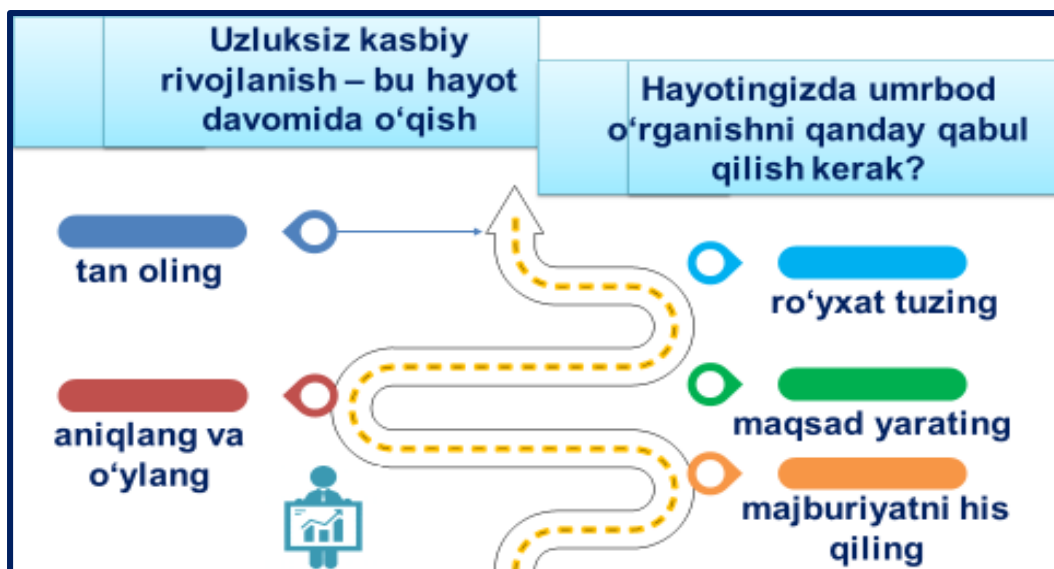 Uzluksiz kasbiy
rivojlanish – bu hayot
davomida o‘qish
Hayotingizda umrbod
o‘rganishni qanday qabul
qilish kerak?
tan oling
ro‘yxat tuzing
aniqlang va
o‘ylang
maqsad yarating
majburiyatni his
qiling